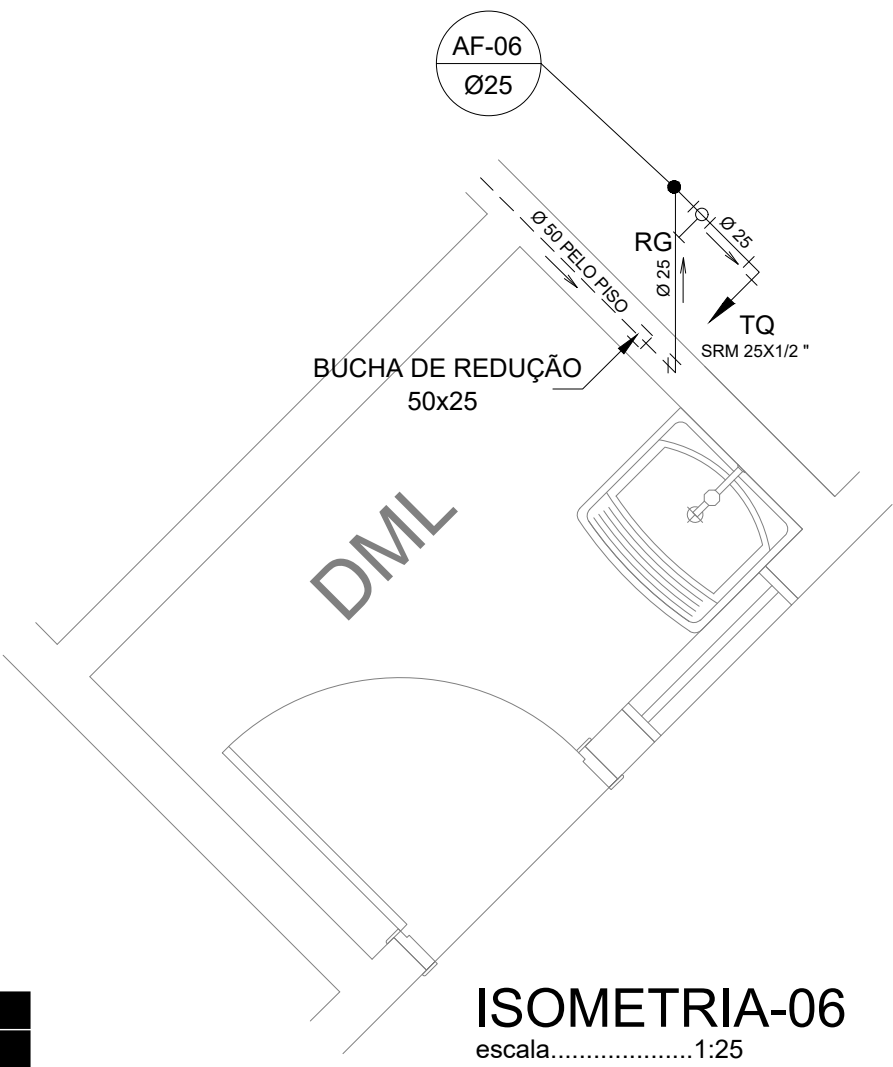 AF-06
Ø25
Ø 50 PELO PISO
RG
Ø 25
Ø 25
TQ
SRM 25X1/2 "
BUCHA DE REDUÇÃO
50x25
DML
ISOMETRIA-06
escala....................1:25